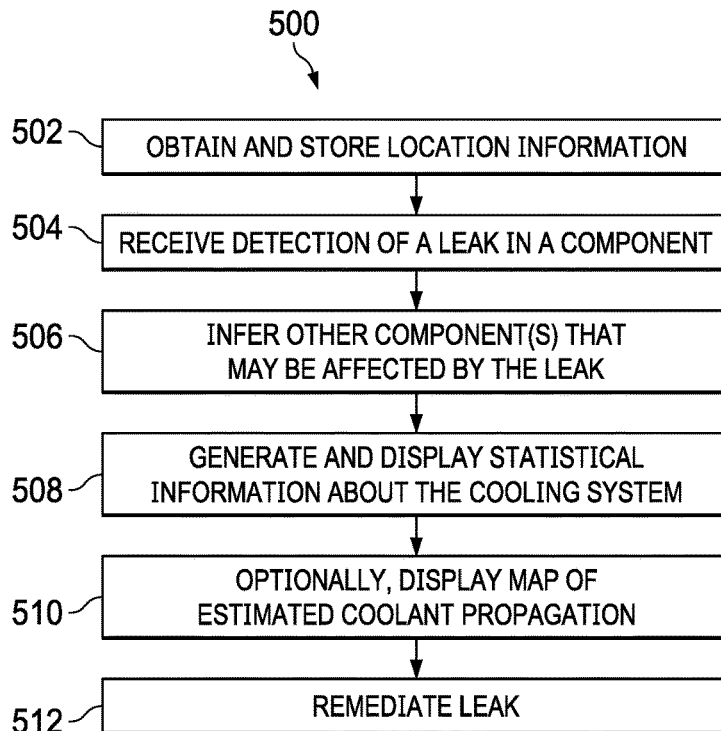 500
502
OBTAIN AND STORE LOCATION INFORMATION
504
RECEIVE DETECTION OF A LEAK IN A COMPONENT
506
INFER OTHER COMPONENT(S) THAT
MAY BE AFFECTED BY THE LEAK
508
GENERATE AND DISPLAY STATISTICAL
INFORMATION ABOUT THE COOLING SYSTEM
510
OPTIONALLY, DISPLAY MAP OF
ESTIMATED COOLANT PROPAGATION
512
REMEDIATE LEAK